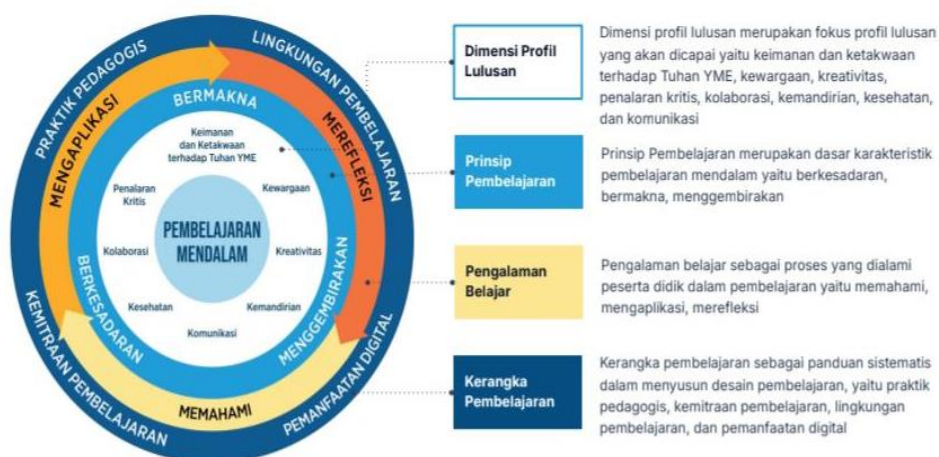 PRAKTIK PEDAGOGIS
LINGKUNGAN PEMBELAJARAN
KEMITRAAN PEMBELAJARAN
PEMANFAATAN DIGITAL
MENGAPLIKASI
MEREFLEKSI
MEMAHAMI
BERMAKNA
BERKESADARAN
MENGGEMBIRAKAN
Keimanan
dan Ketakwaan
terhadap Tuhan YME
Penalaran
Kritis
Kewargaan
Kolaborasi
Kreativitas
Kesehatan
Kemandirian
Komunikasi
PEMBELAJARAN
MENDALAM
Dimensi Profil
Lulusan
Dimensi profil lulusan merupakan fokus profil lulusan
yang akan dicapai yaitu keimanan dan ketakwaan
terhadap Tuhan YME, kewargaan, kreativitas,
penalaran kritis, kolaborasi, kemandirian, kesehatan,
dan komunikasi
Prinsip
Pembelajaran
Prinsip Pembelajaran merupakan dasar karakteristik
pembelajaran mendalam yaitu berkesadaran,
bermakna, menggembirakan
Pengalaman
Belajar
Pengalaman belajar sebagai proses yang dialami
peserta didik dalam pembelajaran yaitu memahami,
mengaplikasi, merefleksi
Kerangka
Pembelajaran
Kerangka pembelajaran sebagai panduan sistematis
dalam menyusun desain pembelajaran, yaitu praktik
pedagogis, kemitraan pembelajaran, lingkungan
pembelajaran, dan pemanfaatan digital